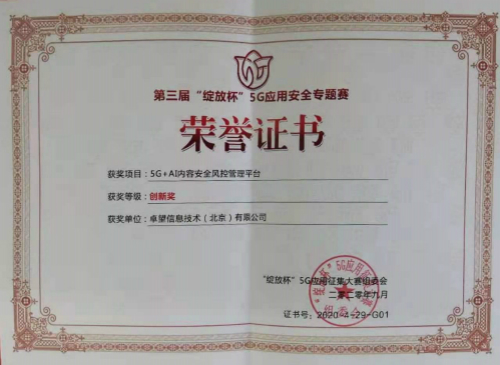 第三届“绽放杯”5G应用安全专题赛
荣誉证书
获奖项目：5G+AI内容安全风控管理平台
获奖等级：创新奖
获奖单位：卓望信息技术（北京）有限公司
“绽放杯”5G应用征集大赛组委会
二零二零年九月
证书号：2020-4-29-G01